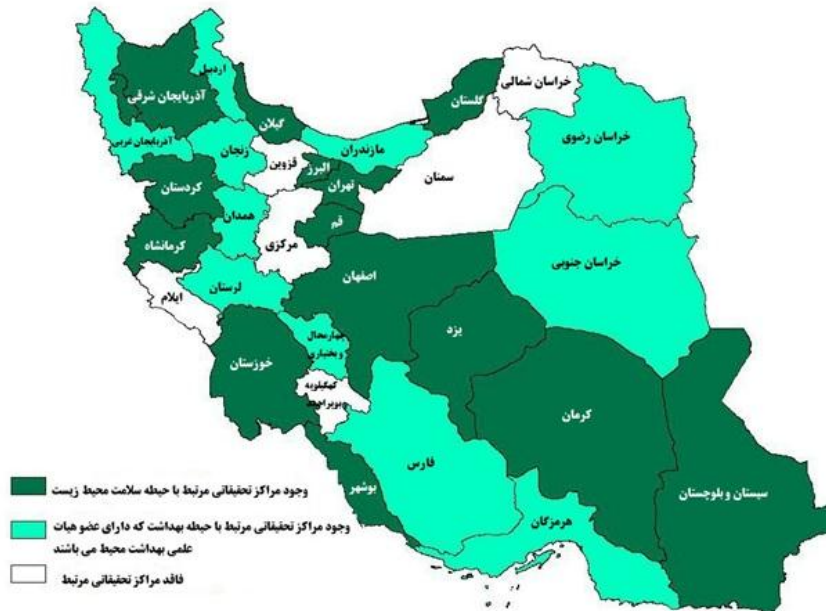 اردبیل
آذربایجان شرقی
خراسان شمالی
گلستان
گیلان
آذربایجان غربی
زنجان
مازندران
خراسان رضوی
قزوین
البرز
سمنان
تهران
کردستان
همدان
قم
مرکزی
کرمانشاه
خراسان جنوبی
اصفهان
لرستان
ایلام
یزد
چهارمحال
و بختیاری
خوزستان
کهگیلویه
بویراحمد
کرمان
فارس
بوشهر
سیستان و بلوچستان
هرمزگان
وجود مراکز تحقیقاتی مرتبط با حیطه سلامت محیط زیست
وجود مراکز تحقیقاتی مرتبط با حیطه بهداشت که دارای عضو هیات
علمی بهداشت محیط می باشند
فاقد مراکز تحقیقاتی مرتبط